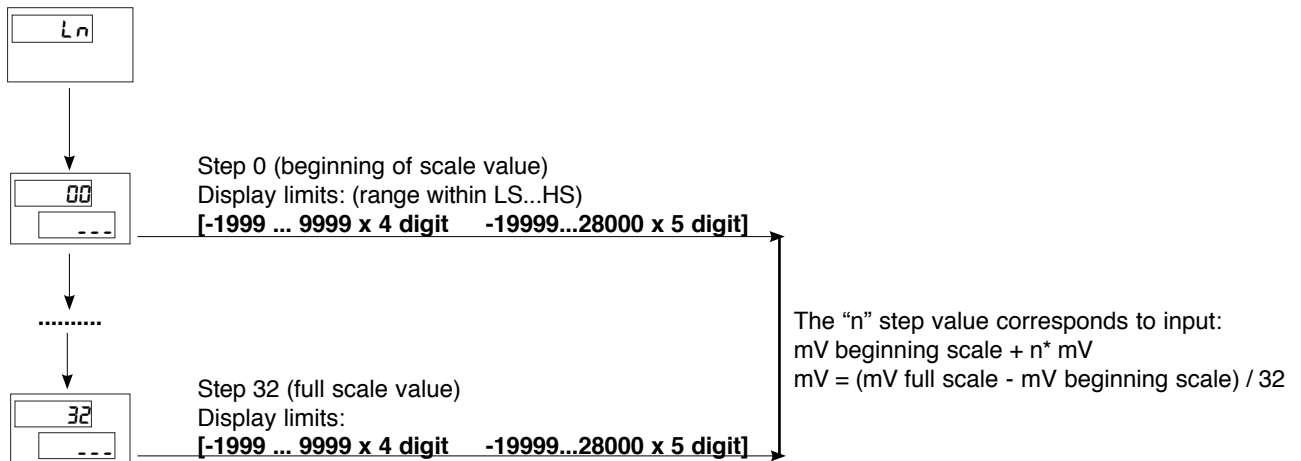 Ln
Step 0 (beginning of scale value)
00
Display limits: (range within LS...HS)
- - -
[-1999 ... 9999 x 4 digit -19999...28000 x 5 digit]
..........
The “n” step value corresponds to input:
mV beginning scale + n* mV
mV = (mV full scale - mV beginning scale) / 32
Step 32 (full scale value)
32
Display limits:
- - -
[-1999 ... 9999 x 4 digit -19999...28000 x 5 digit]